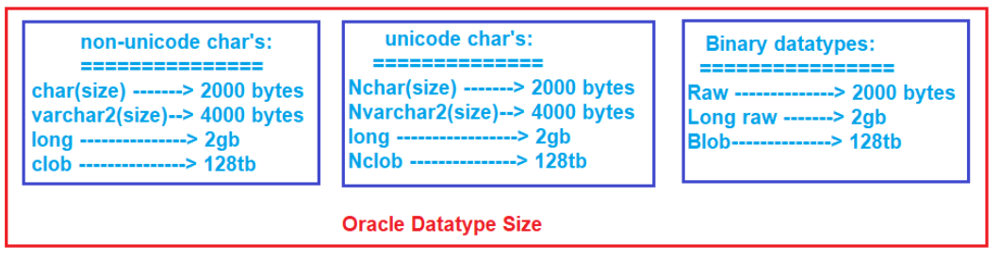 non-unicode char's:
===============
char(size) -------> 2000 bytes
varchar2(size)--> 4000 bytes
long ---------------> 2gb
clob ---------------> 128tb
unicode char's:
==============
Nchar(size) -------> 2000 bytes
Nvarchar2(size)--> 4000 bytes
long ---------------> 2gb
Nclob ---------------> 128tb
Binary datatypes:
================
Raw --------------> 2000 bytes
Long raw -------> 2gb
Blob--------------> 128tb
Oracle Datatype Size